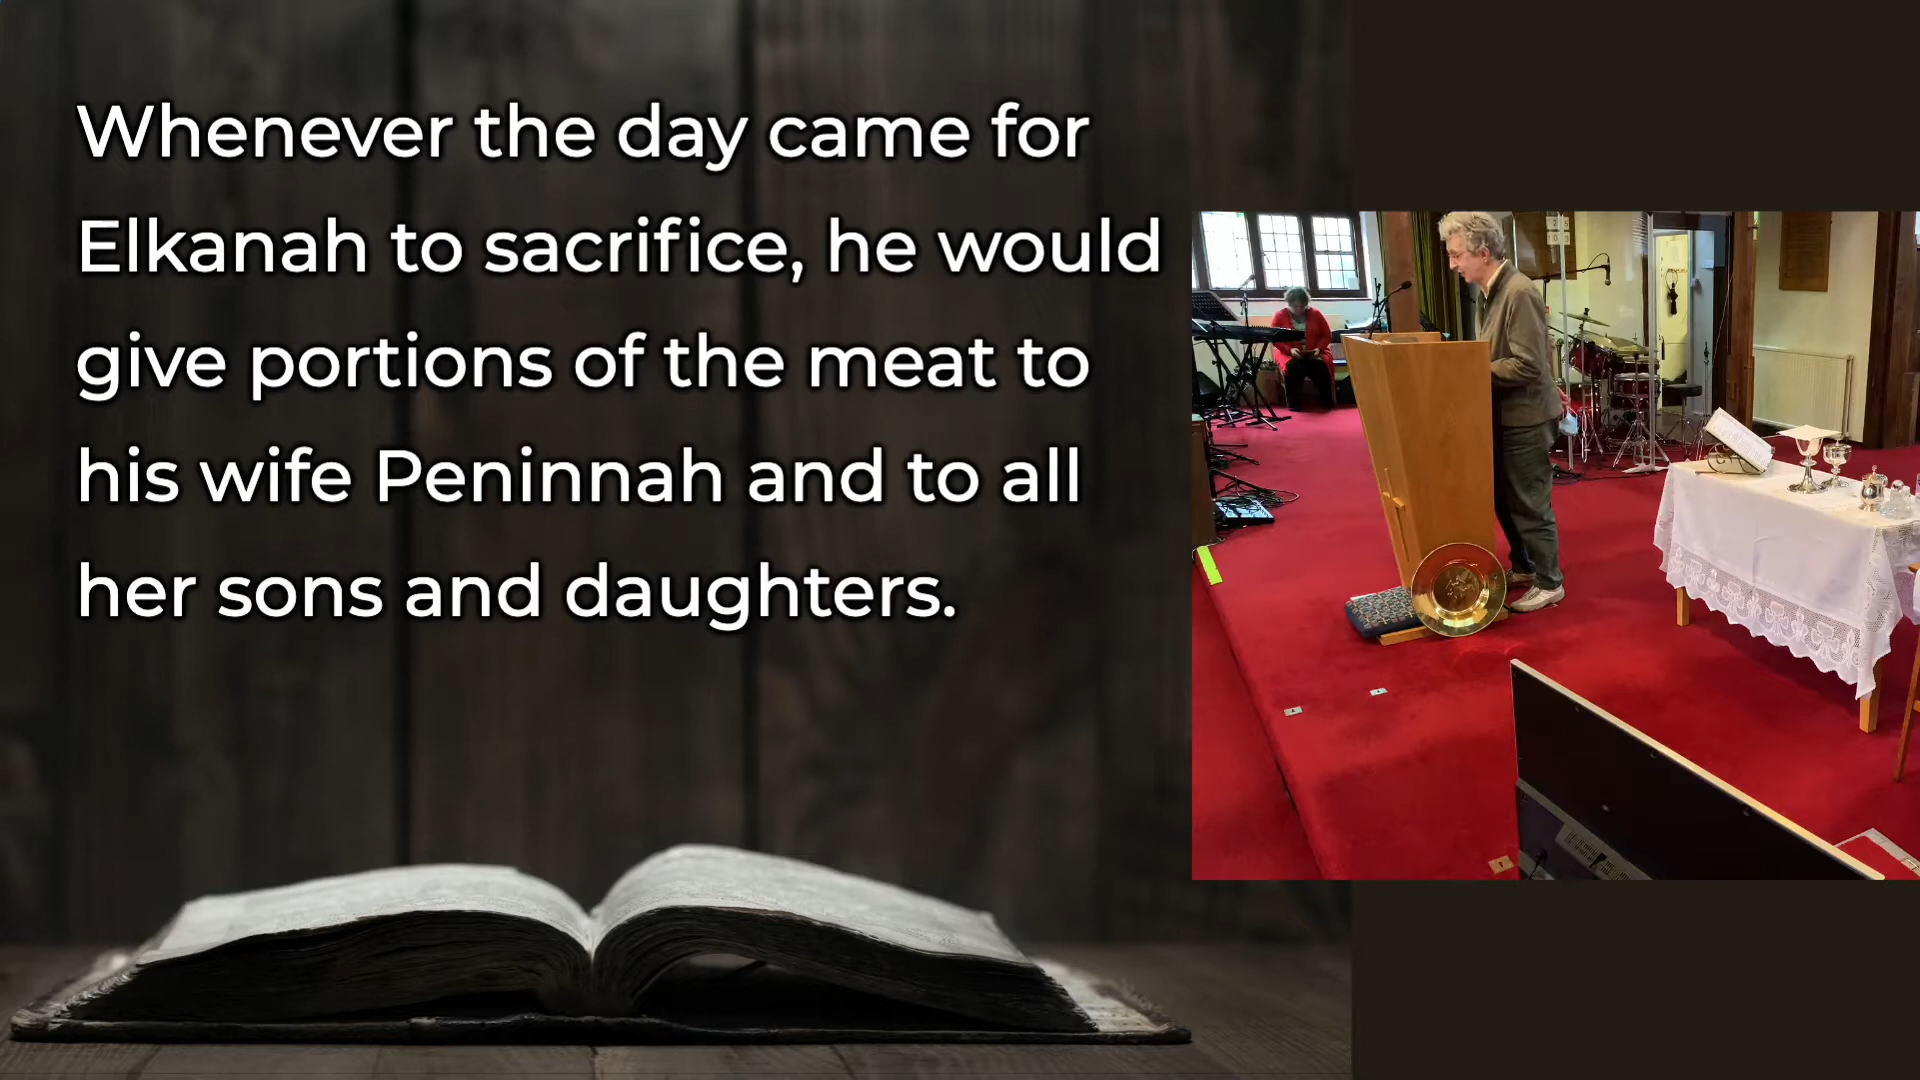 Whenever the day came for
Elkanah to sacrifice, he would
give portions of the meat to
his wife Peninnah and to all
her sons and daughters.